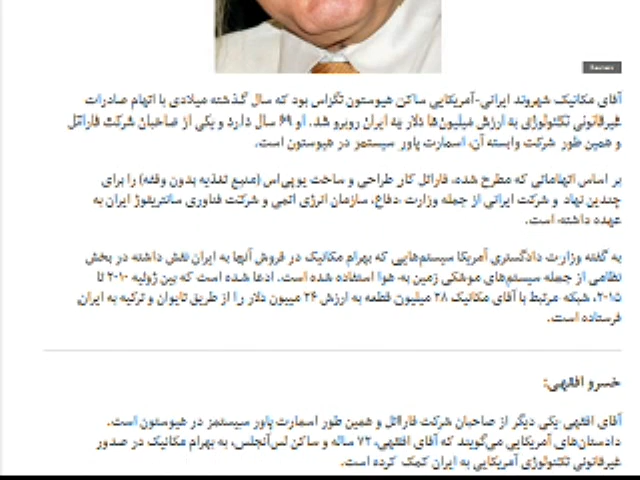 Reuters
آقای مکانیک شهروند ایرانی-آمریکایی ساکن هیوستون تگزاس بود که سال گذشته میلادی با اتهام صادرات
غیرقانونی تکنولوژی به ارزش میلیون‌ها دلار به ایران روبرو شد. او ۶۹ سال دارد و یکی از صاحبان شرکت فاراتل
و همین طور شرکت وابسته آن، اسمارت پاور سیستمز در هیوستون است.
بر اساس اتهاماتی که مطرح شده، فاراتل کار طراحی و ساخت یوپی‌اس (منبع تغذیه بدون وقفه) را برای
چندین نهاد و شرکت ایرانی از جمله وزارت دفاع، سازمان انرژی اتمی و شرکت فناوری سانتریفوژ ایران به
عهده داشته است.
به گفته وزارت دادگستری آمریکا سیستم‌هایی که بهرام مکانیک در فروش آنها به ایران نقش داشته در بخش
نظامی از جمله سیستم‌های موشکی زمین به هوا استفاده شده است. ادعا شده است که بین ژوئیه ۲۰۱۰ تا
۲۰۱۵، شبکه مرتبط با آقای مکانیک ۲۸ میلیون قطعه به ارزش ۲۴ میییون دلار را از طریق تایوان و ترکیه به ایران
فرستاده است.
خسرو افقهی:
آقای افقهی یکی دیگر از صاحبان شرکت فاراتل و همین طور اسمارت پاور سیستمز در هیوستون است.
دادستان‌های آمریکایی می‌گویند که آقای افقهی، ۷۲ ساله و ساکن لس‌آنجلس، به بهرام مکانیک در صدور
غیرقانونی تکنولوژی آمریکایی به ایران کمک کرده است.